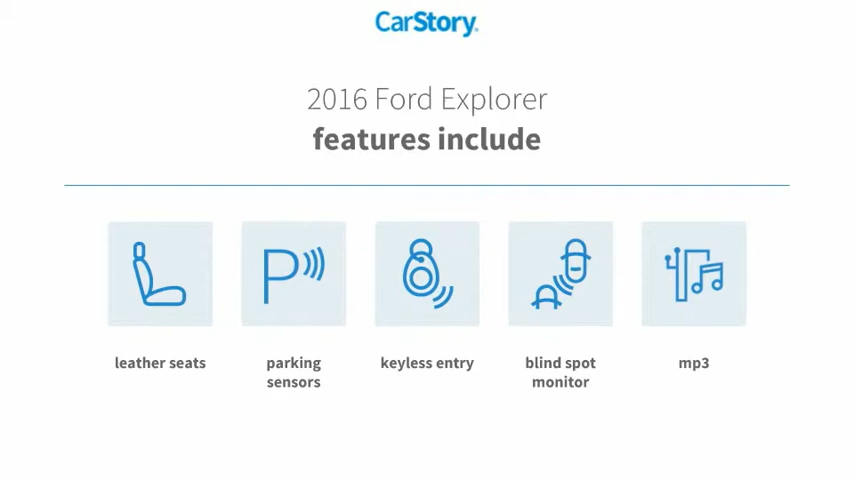 CarStory
2016 Ford Explorer
features include
P
leather seats
parking
sensors
keyless entry
blind spot
monitor
mp3